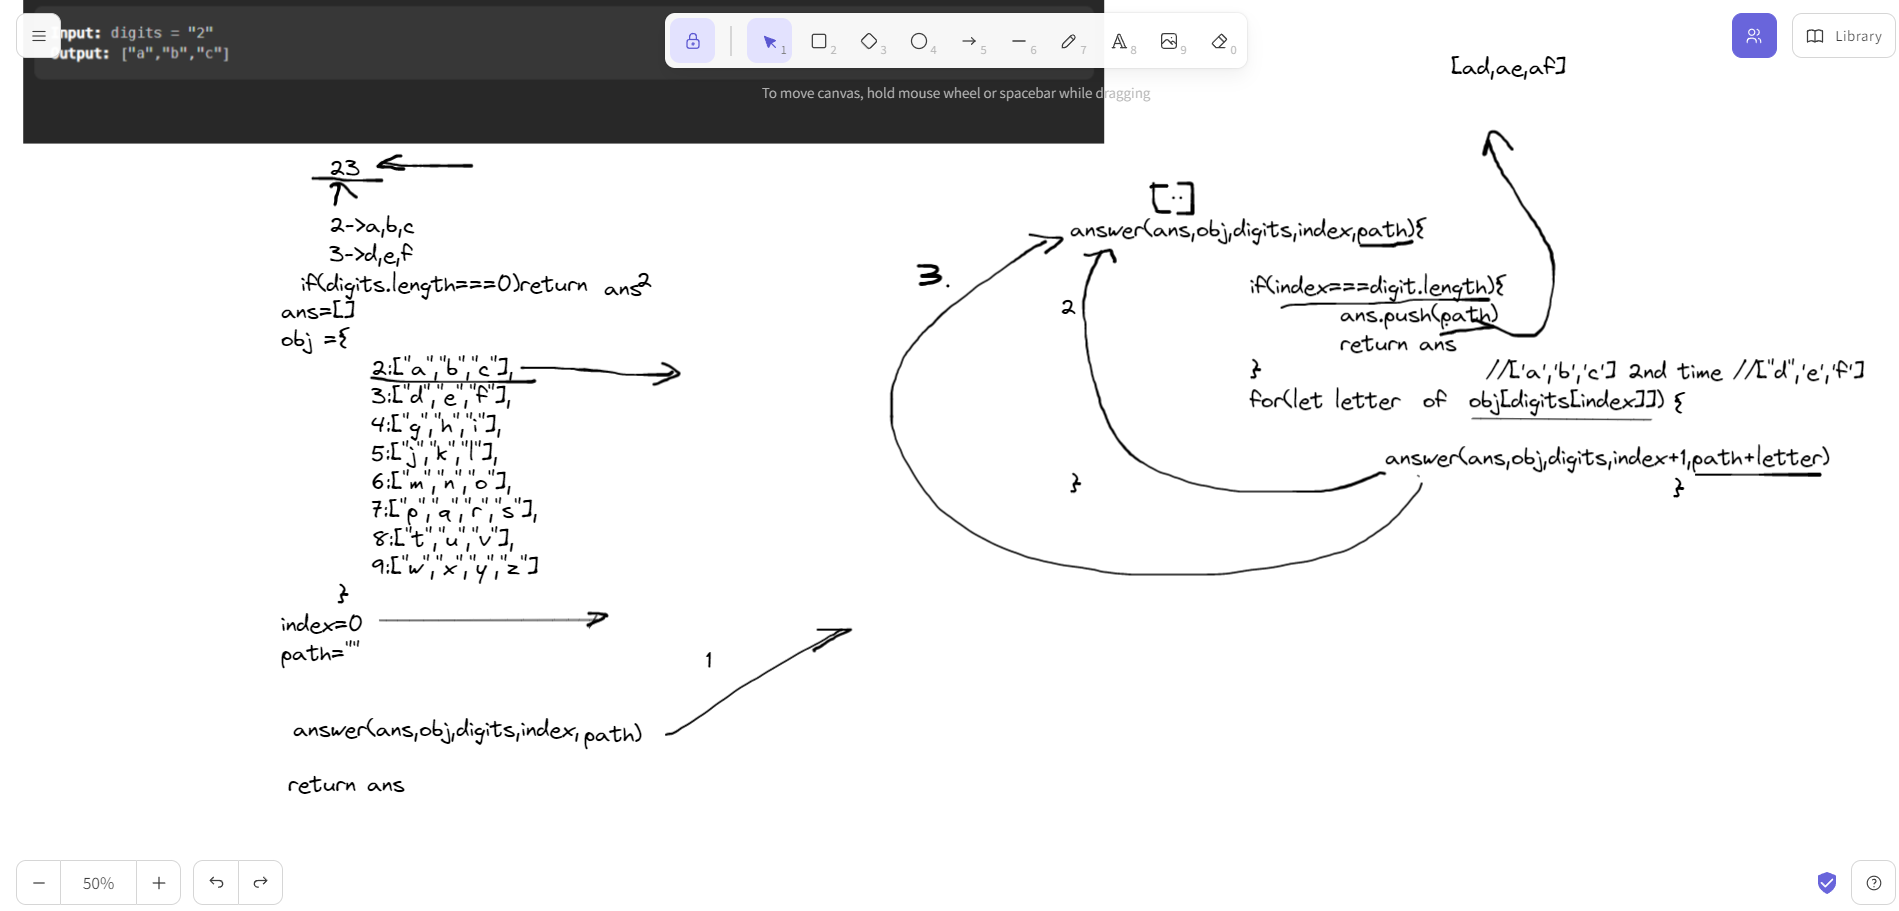 Input: digits = "2"
Output: ["a","b","c"]
1
2
3
4
5
6
7
8
9
0
Library
To move canvas, hold mouse wheel or spacebar while dragging
[ad,ae,af]
23
2->a,b,c
3->d,e,f
if(digits.length===0)return ans
2
ans=[]
obj ={
2:["a","b","c"],
3:["d","e","f"],
4:["g","h","i"],
5:["j","k","l"],
6:["m","n","o"],
7:["p","q","r","s"],
8:["t","u","v"],
9:["w","x","y","z"]
}
index=0
path=""
1
answer(ans,obj,digits,index, path)
return ans
[..]
answer(ans,obj,digits,index,path){
3.
2
if(index===digit.length){
ans.push(path)
return ans
}
//['a','b','c'] 2nd time //["d",'e','f']
for(let letter of obj[digits[index]]) {
answer(ans,obj,digits,index+1,path+letter)
}
}
50%